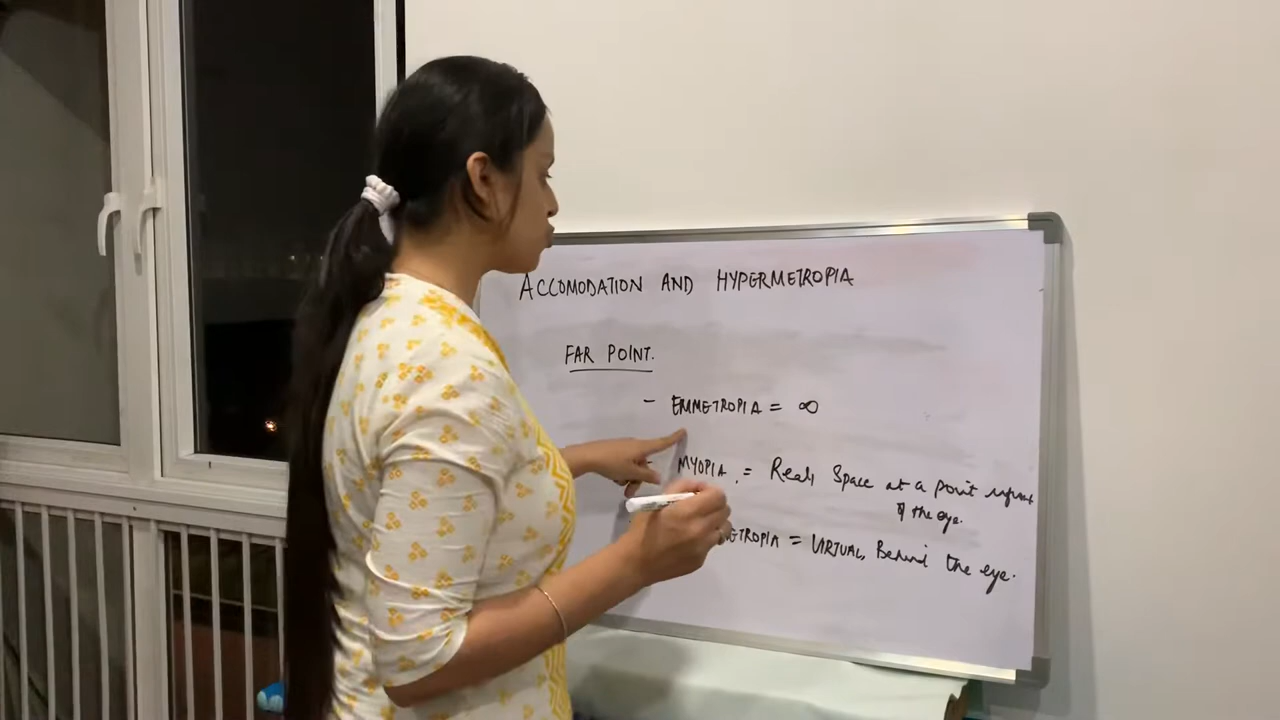 ACCOMODATION AND HYPERMETROPIA
FAR POINT.
- EMMETROPIA = ∞
MYOPIA = Real, Space at a point infront
of the eye.
METROPIA = VIRTUAL, Behind the eye.